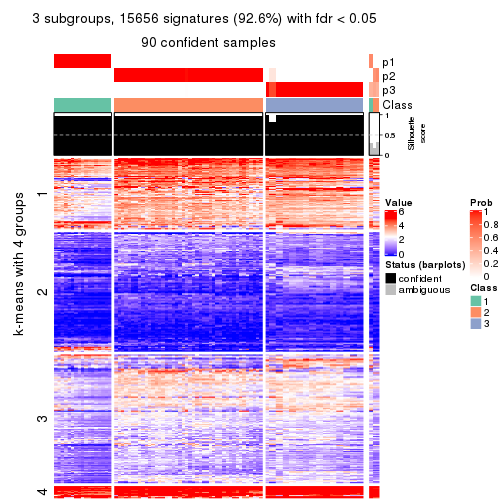 3 subgroups, 15656 signatures (92.6%) with fdr < 0.05
90 confident samples
p1
p2
p3
Class
1
0.5
0
Silhouette
score
k-means with 4 groups
1
2
3
4
Value
6
4
2
0
Status (barplots)
confident
ambiguous
Prob
1
0.8
0.6
0.4
0.2
0
Class
1
2
3